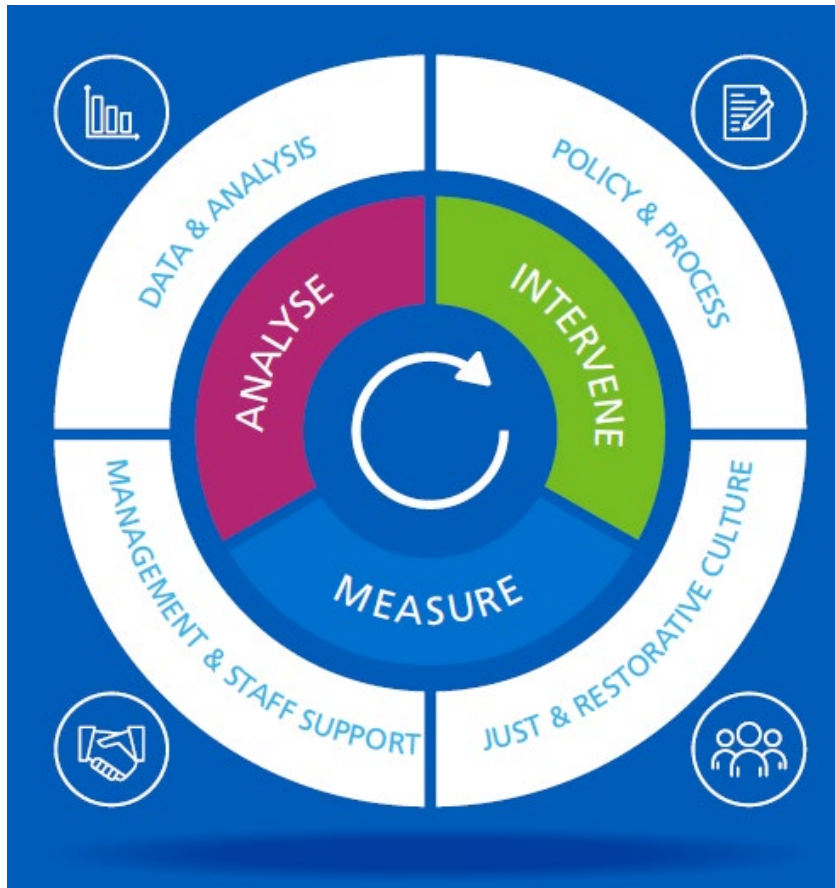 DATA & ANALYSIS
POLICY & PROCESS
ANALYSE
INTERVENE
MEASURE
MANAGEMENT & STAFF SUPPORT
JUST & RESTORATIVE CULTURE